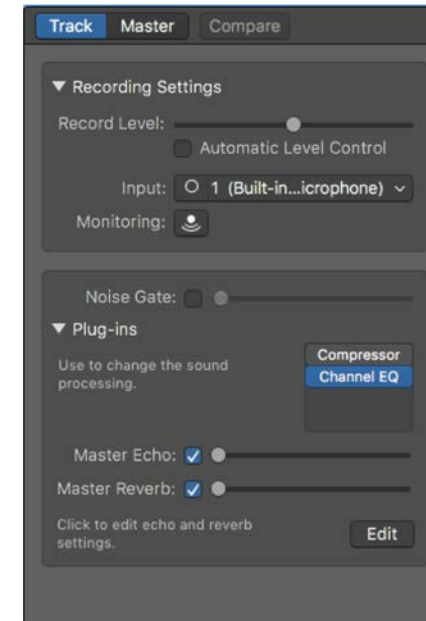 Track Master Compare
▼ Recording Settings
Record Level:
Automatic Level Control
Input: 1 (Built-in...icrophone)
Monitoring:
Noise Gate:
▼ Plug-ins
Use to change the sound
processing.
Compressor
Channel EQ
Master Echo:
Master Reverb:
Click to edit echo and reverb
settings.
Edit